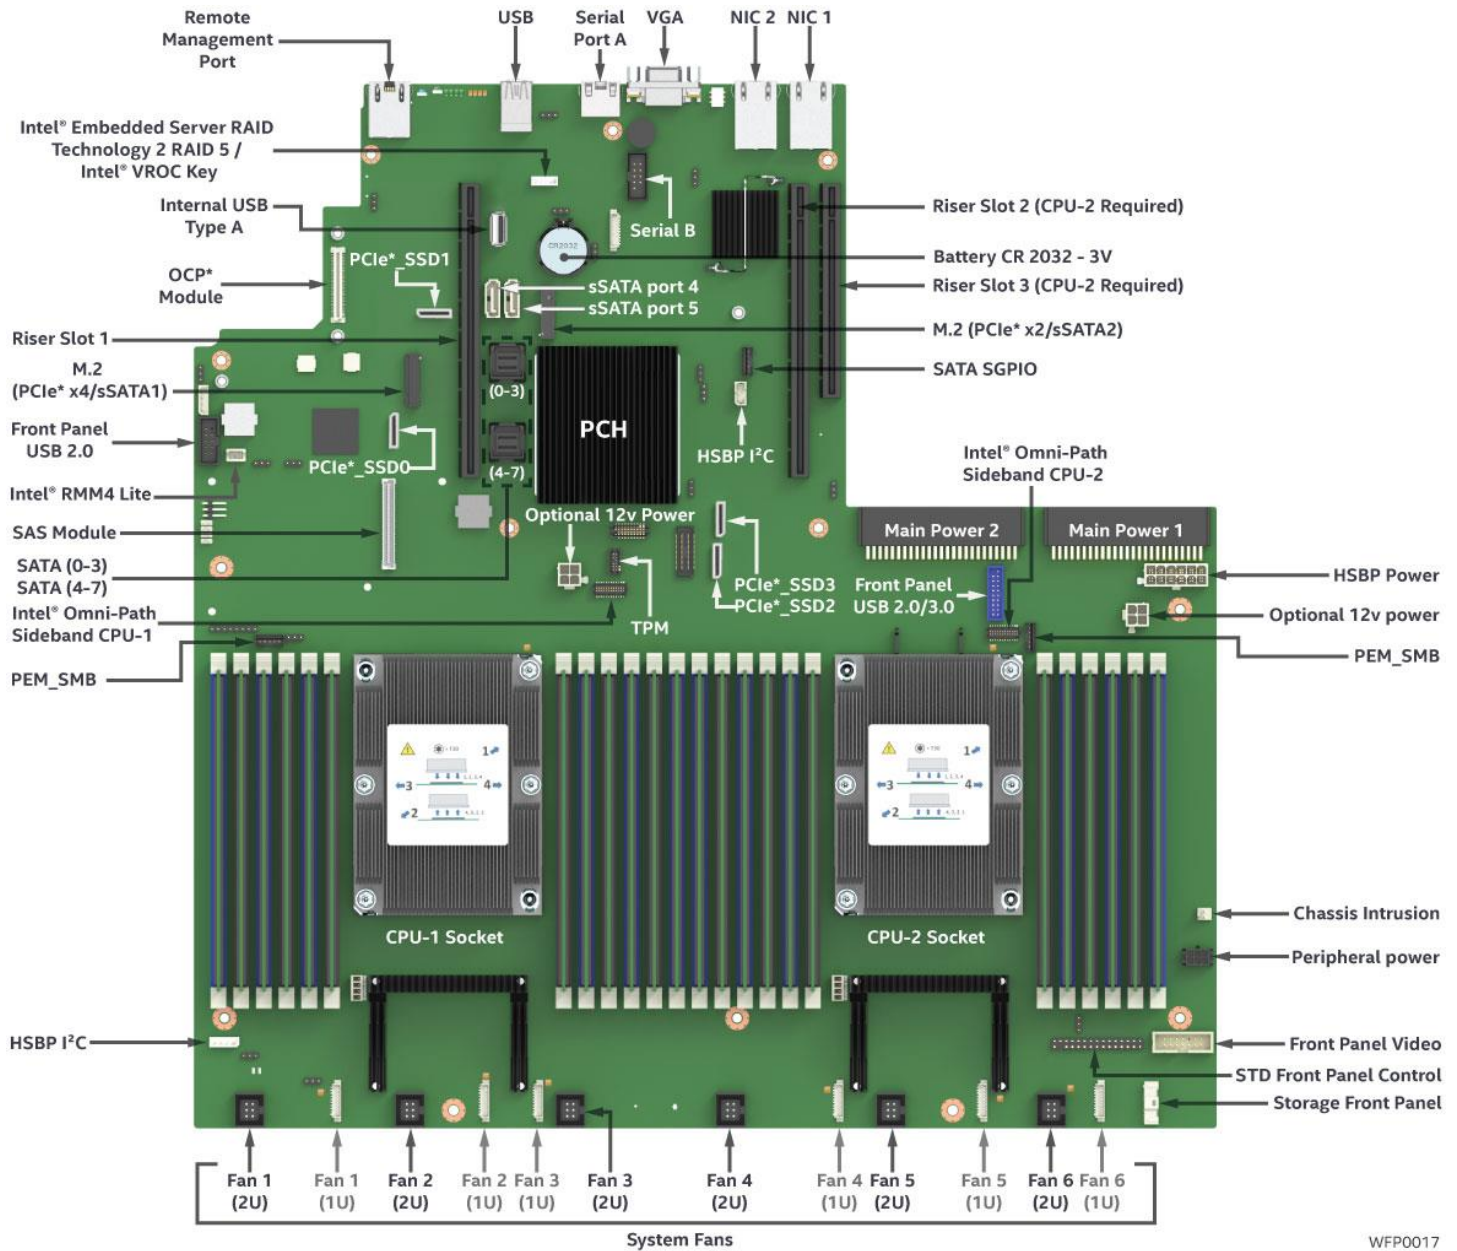 Remote
Management
Port
USB
Serial
Port A
VGA
NIC 2
NIC 1
Intel® Embedded Server RAID
Technology 2 RAID 5 /
Intel® VROC Key
Internal USB
Type A
Serial B
Riser Slot 2 (CPU-2 Required)
CR2032
Battery CR 2032 - 3V
PCIe*_SSD1
OCP*
Module
sSATA port 4
sSATA port 5
Riser Slot 3 (CPU-2 Required)
Riser Slot 1
M.2 (PCIe* x2/sSATA2)
M.2
(PCIe* x4/sSATA1)
SATA SGPIO
(0-3)
PCH
Front Panel
USB 2.0
PCIe*_SSD0
(4-7)
HSBP I²C
Intel® Omni-Path
Sideband CPU-2
Intel® RMM4 Lite
SAS Module
Optional 12v Power
Main Power 2
Main Power 1
SATA (0-3)
SATA (4-7)
PCIe*_SSD3
PCIe*_SSD2
Front Panel
USB 2.0/3.0
HSBP Power
Intel® Omni-Path
Sideband CPU-1
TPM
Optional 12v power
PEM_SMB
PEM_SMB
1
3
4
2
1
3
4
2
CPU-1 Socket
CPU-2 Socket
Chassis Intrusion
Peripheral power
HSBP I²C
Front Panel Video
STD Front Panel Control
Storage Front Panel
Fan 1
(2U)
Fan 1
(1U)
Fan 2
(2U)
Fan 2
(1U)
Fan 3
(1U)
Fan 3
(2U)
Fan 4
(2U)
Fan 4
(1U)
Fan 5
(2U)
Fan 5
(1U)
Fan 6
(2U)
Fan 6
(1U)
System Fans
WFP0017